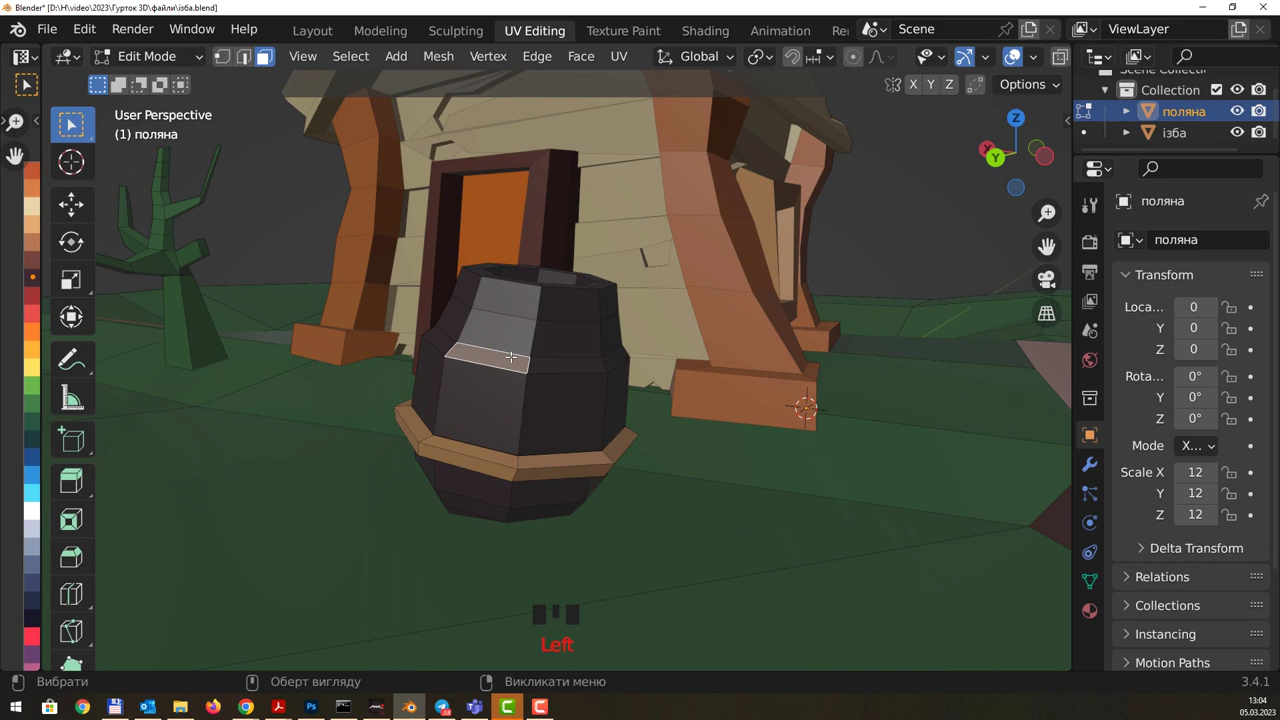 Blender* [D:\H\video\2023\Гурток 3D\файли\ізба.blend]
File Edit Render Window Help Layout Modeling Sculpting UV Editing Texture Paint Shading Animation Re Scene ViewLayer
Edit Mode View Select Add Mesh Vertex Edge Face UV Global
X Y Z Options
Scene Collecti
Collection
поляна
ізба
User Perspective
(1) поляна
Z
X
Y
поляна
поляна
Transform
Loca... 0
Y 0
Z 0
Rota... 0°
Y 0°
Z 0°
Mode X...
Scale X 12
Y 12
Z 12
Delta Transform
Relations
Collections
Instancing
Motion Paths
Left
Вибрати Оберт вигляду Викликати меню 3.4.1
13:04
05.03.2023